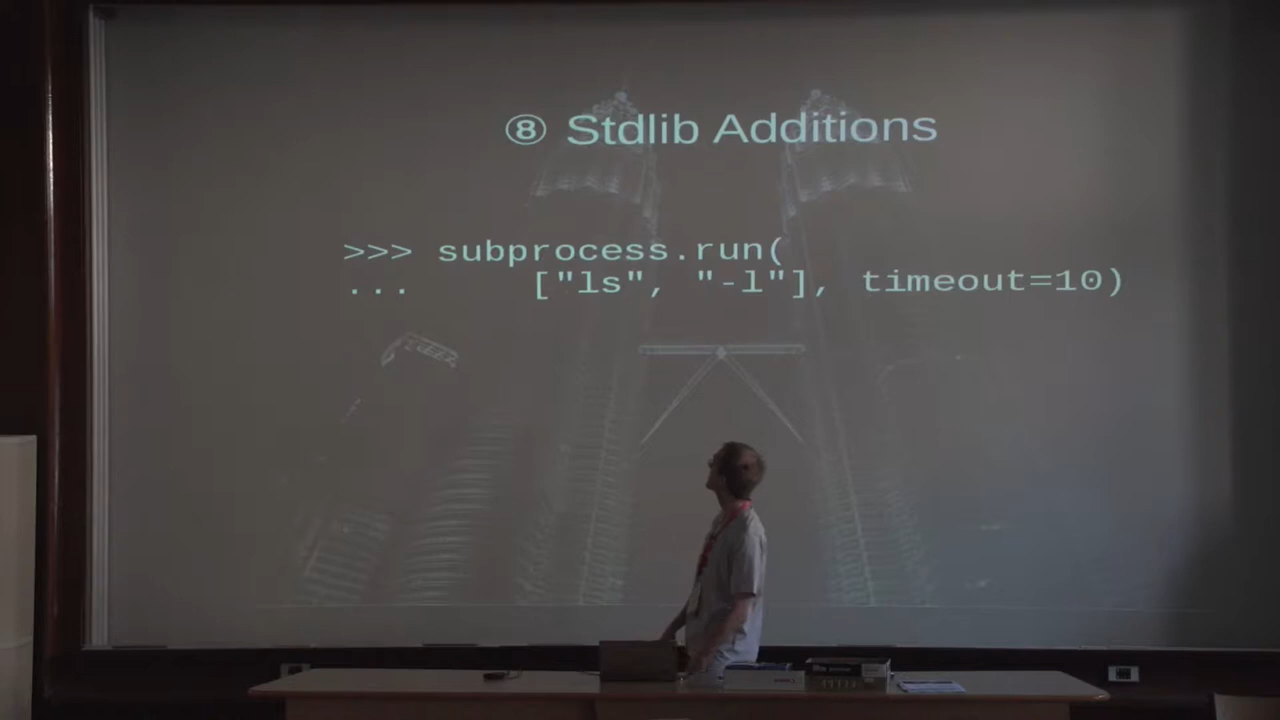 ⑧ Stdlib Additions
>>> subprocess.run(
...     ["ls", "-l"], timeout=10)